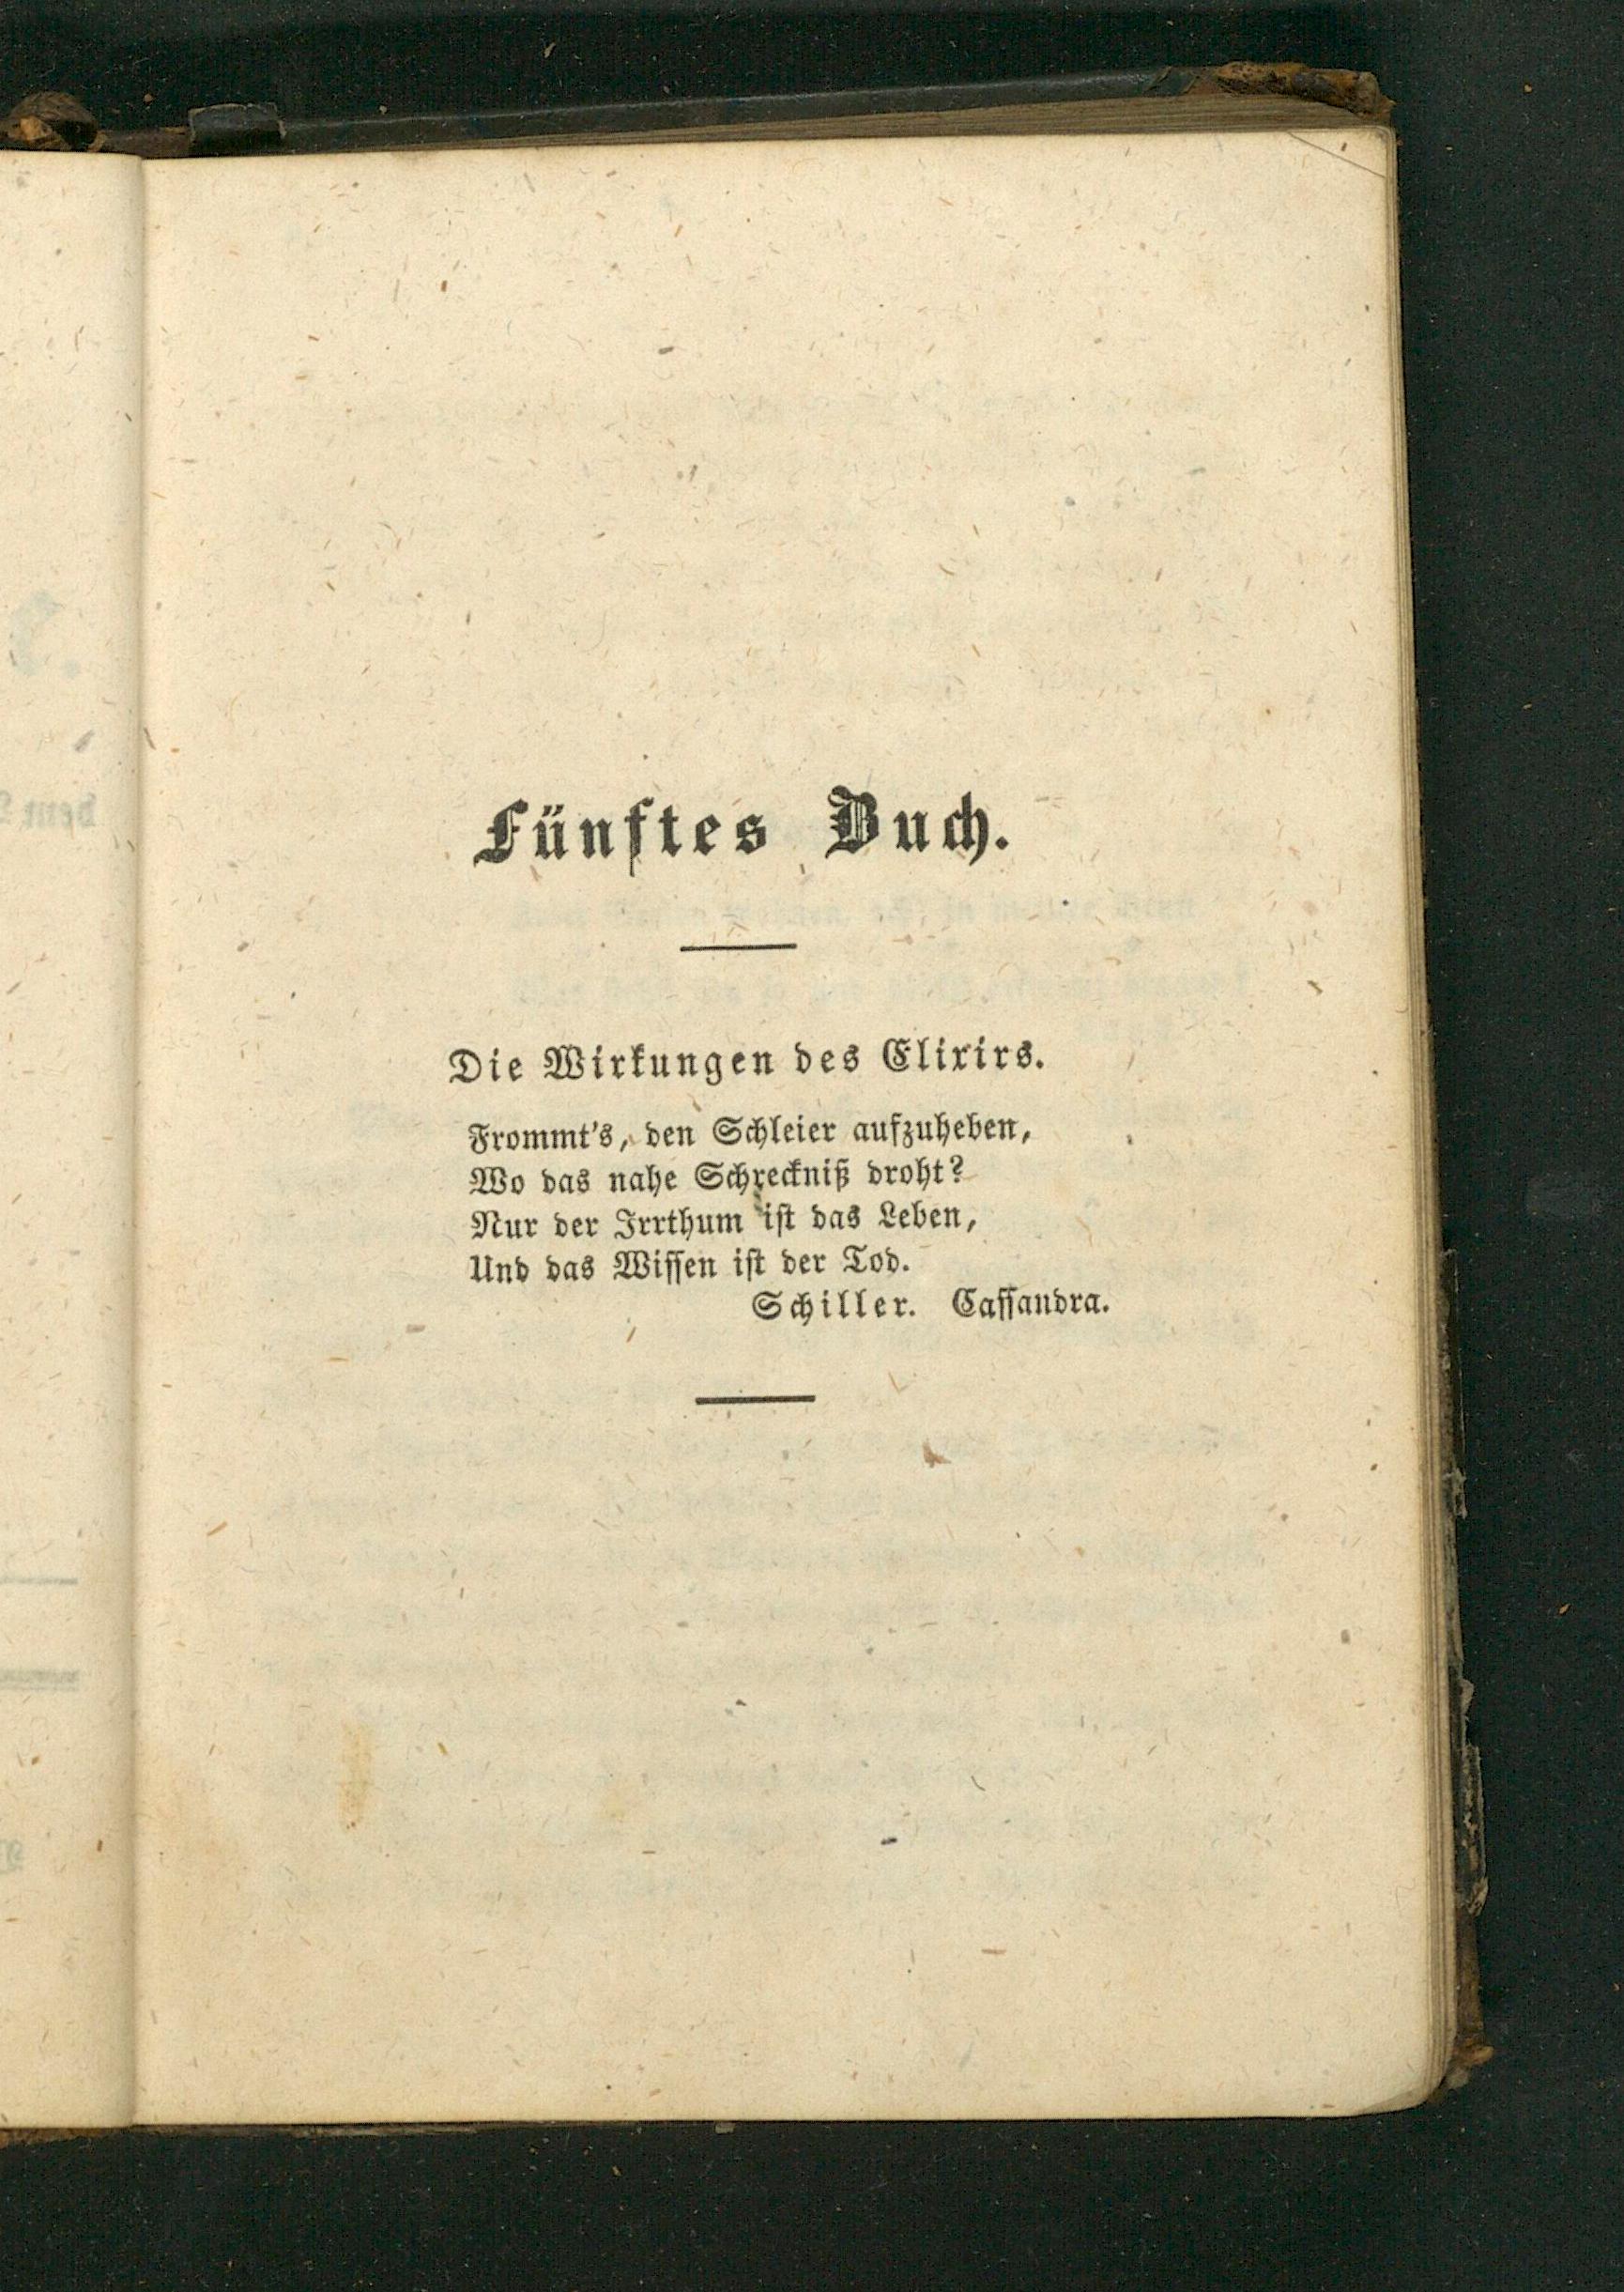 Fünftes Buch.
Die Wirkungen des Elixirs.
Frommt's, den Schleier aufzuheben,
Wo das nahe Schreckniß droht?
Nur der Irrthum ist das Leben,
Und das Wissen ist der Tod.
Schiller. Cassandra.